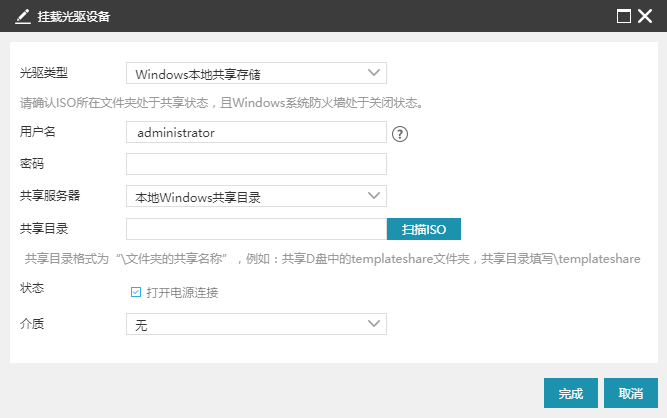 挂载光驱设备
光驱类型 Windows本地共享存储
请确认ISO所在文件夹处于共享状态，且Windows系统防火墙处于关闭状态。
用户名 administrator ?
密码
共享服务器 本地Windows共享目录
共享目录 扫描ISO
共享目录格式为“\文件夹的共享名称”，例如：共享D盘中的templateshare文件夹，共享目录填写\templateshare
状态 打开电源连接
介质 无
完成 取消